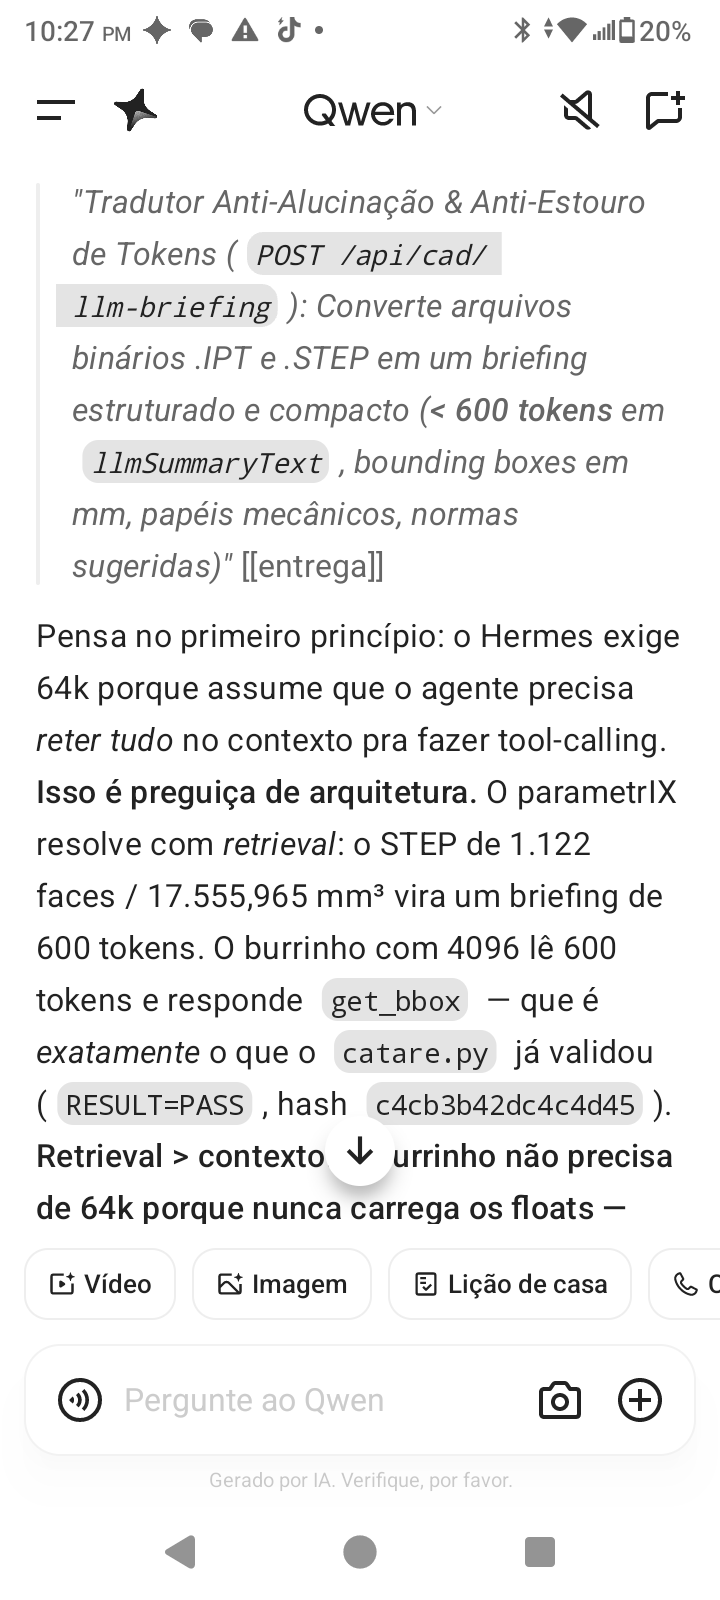 10:27 PM 20%
Qwen
"Tradutor Anti-Alucinação & Anti-Estouro
de Tokens ( POST /api/cad/
llm-briefing ): Converte arquivos
binários .IPT e .STEP em um briefing
estruturado e compacto (< 600 tokens em
llmSummaryText , bounding boxes em
mm, papéis mecânicos, normas
sugeridas)" [[entrega]]
Pensa no primeiro princípio: o Hermes exige
64k porque assume que o agente precisa
reter tudo no contexto pra fazer tool-calling.
Isso é preguiça de arquitetura. O parametrIX
resolve com retrieval: o STEP de 1.122
faces / 17.555,965 mm³ vira um briefing de
600 tokens. O burrinho com 4096 lê 600
tokens e responde get_bbox — que é
exatamente o que o catare.py já validou
( RESULT=PASS , hash c4cb3b42dc4c4d45 ).
Retrieval > contexto urrinho não precisa
de 64k porque nunca carrega os floats —
Vídeo Imagem Lição de casa C
Pergunte ao Qwen
Gerado por IA. Verifique, por favor.